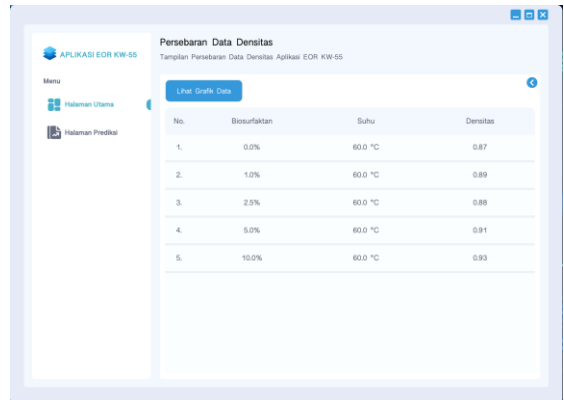 APLIKASI EOR KW-55
Menu
Halaman Utama
Halaman Prediksi
Persebaran Data Densitas
Tampilan Persebaran Data Densitas Aplikasi EOR KW-55
Lihat Grafik Data
No. Biosurfaktan Suhu Densitas
1. 0.0% 60.0 °C 0.87
2. 1.0% 60.0 °C 0.89
3. 2.5% 60.0 °C 0.88
4. 5.0% 60.0 °C 0.91
5. 10.0% 60.0 °C 0.93